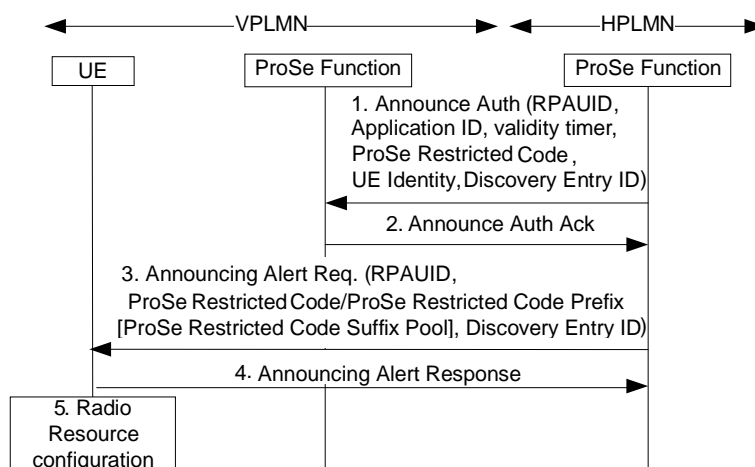 VPLMN
HPLMN
UE
ProSe Function
ProSe Function
1. Announce Auth (RPAUID,
Application ID, validity timer,
ProSe Restricted Code,
UE Identity, Discovery Entry ID)
2. Announce Auth Ack
3. Announcing Alert Req. (RPAUID,
ProSe Restricted Code/ProSe Restricted Code Prefix
[ProSe Restricted Code Suffix Pool], Discovery Entry ID)
4. Announcing Alert Response
5. Radio
Resource
configuration